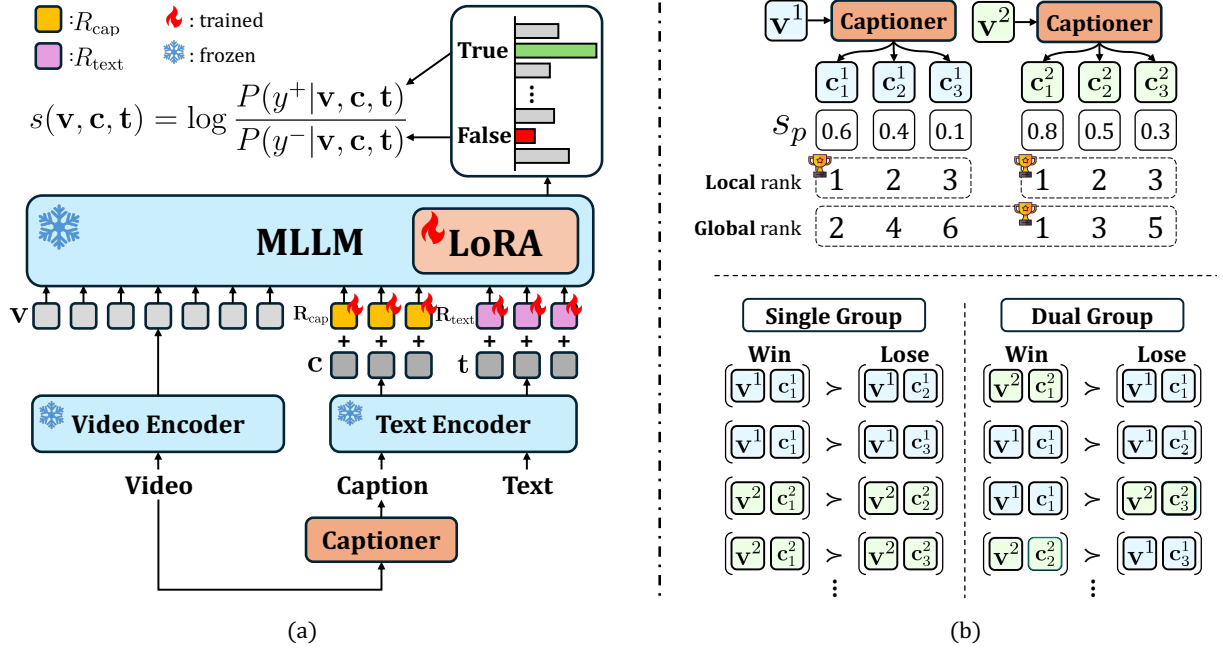 :R_cap : trained
:R_text : frozen
s(v, c, t) = log P(y⁺|v, c, t) / P(y⁻|v, c, t)
True
⋮
False
MLLM LoRA
v R_cap R_text
+ + + + + +
c t
Video Encoder Text Encoder
Video Caption Text
Captioner
(a)
v¹ Captioner v² Captioner
c¹₁ c¹₂ c¹₃ c²₁ c²₂ c²₃
s_p 0.6 0.4 0.1 0.8 0.5 0.3
Local rank 1 2 3 1 2 3
Global rank 2 4 6 1 3 5
Single Group
Win Lose
[v¹ c¹₁] ≻ [v¹ c¹₂]
[v¹ c¹₁] ≻ [v¹ c¹₃]
[v² c²₁] ≻ [v² c²₂]
[v² c²₁] ≻ [v² c²₃]
⋮
Dual Group
Win Lose
[v² c²₁] ≻ [v¹ c¹₁]
[v¹ c¹₁] ≻ [v¹ c¹₂]
[v¹ c¹₁] ≻ [v² c²₃]
[v² c²₂] ≻ [v¹ c¹₃]
⋮
(b)